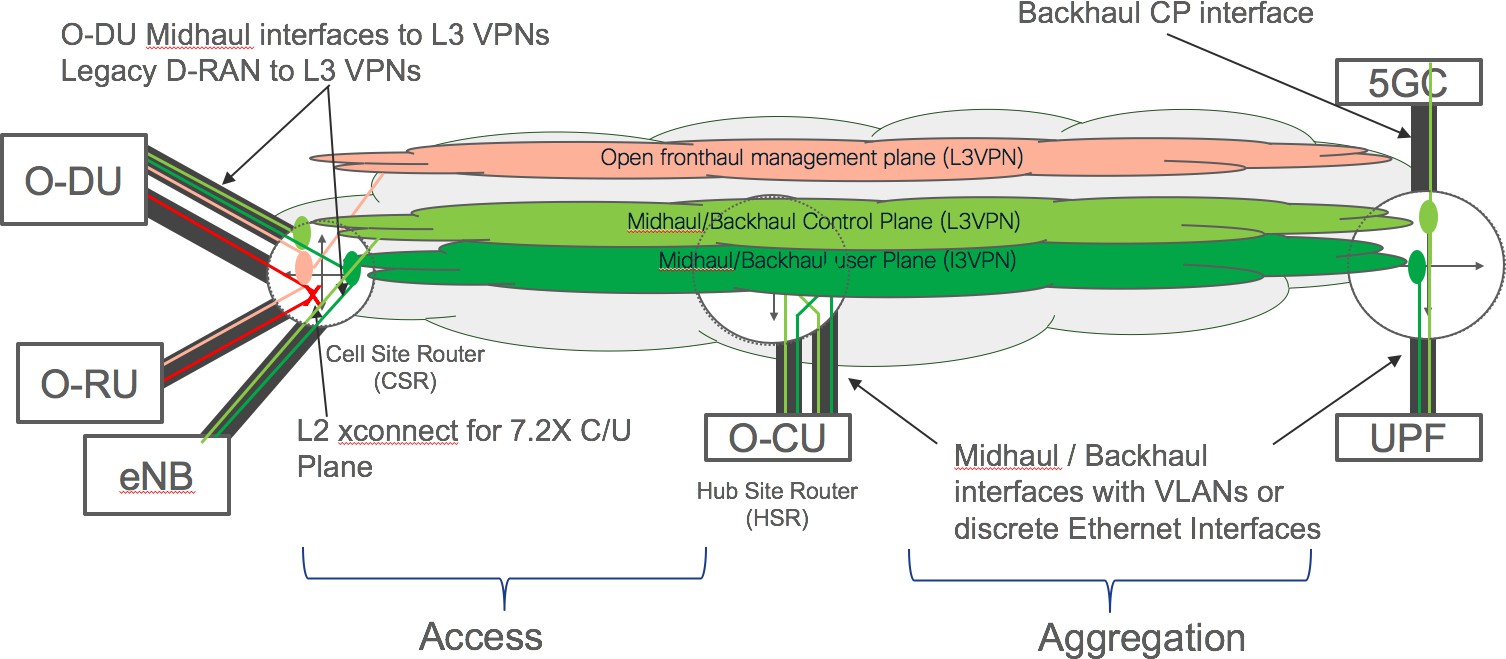 Backhaul CP interface
O-DU Midhaul interfaces to L3 VPNs
Legacy D-RAN to L3 VPNs
5GC
O-DU
Open fronthaul management plane (L3VPN)
Midhaul/Backhaul Control Plane (L3VPN)
Midhaul/Backhaul user Plane (l3VPN)
X
Cell Site Router
(CSR)
O-RU
L2 xconnect for 7.2X C/U
Plane
eNB
O-CU
UPF
Midhaul / Backhaul
interfaces with VLANs or
discrete Ethernet Interfaces
Hub Site Router
(HSR)
Access
Aggregation